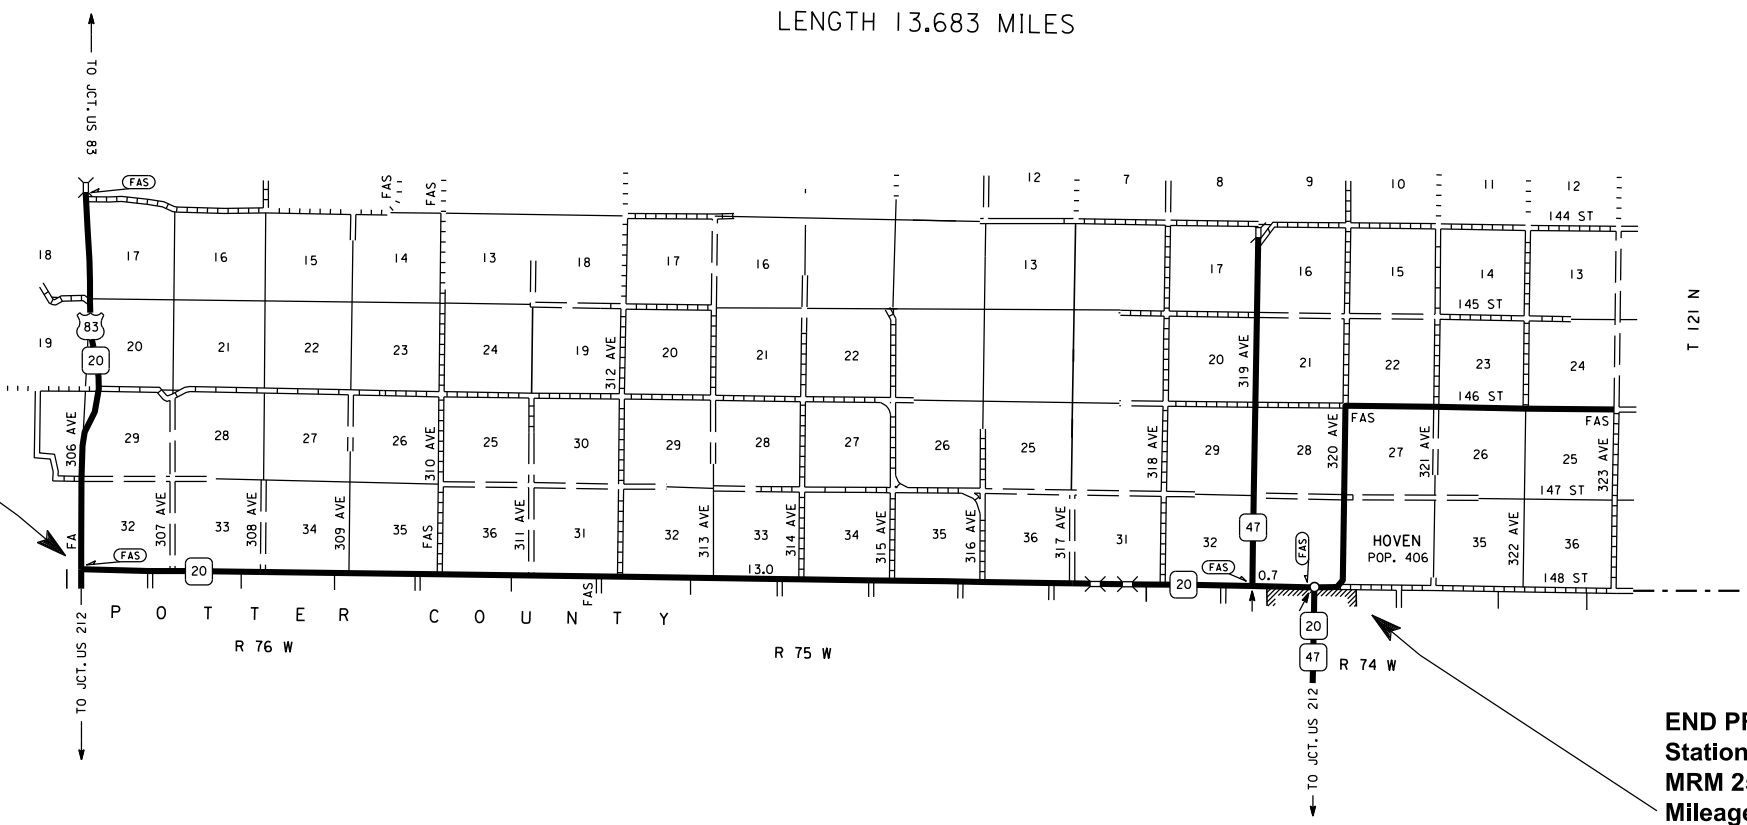 LENGTH 13.683 MILES
TO JCT. US 83
FAS
FAS
FAS
12
7
8
9
10
11
12
144 ST
18
17
16
15
14
13
18
17
16
13
17
16
15
14
13
145 ST
T 121 N
83
20
19
20
21
22
23
24
19
312 AVE
20
21
22
20
319 AVE
21
22
23
24
146 ST
FAS
FAS
306 AVE
29
28
27
26
310 AVE
25
30
29
28
27
26
25
318 AVE
29
28
320 AVE
27
321 AVE
26
25
323 AVE
147 ST
FA
32
307 AVE
33
308 AVE
34
309 AVE
35
FAS
36
311 AVE
31
32
313 AVE
33
314 AVE
34
315 AVE
35
316 AVE
36
317 AVE
31
32
47
FAS
HOVEN
POP. 406
35
322 AVE
36
FAS
20
13.0
FAS
20
FAS
0.7
148 ST
POTTER COUNTY
R 76 W
R 75 W
R 74 W
20
47
TO JCT. US 212
TO JCT. US 212
END
Station
MRM
Mileage